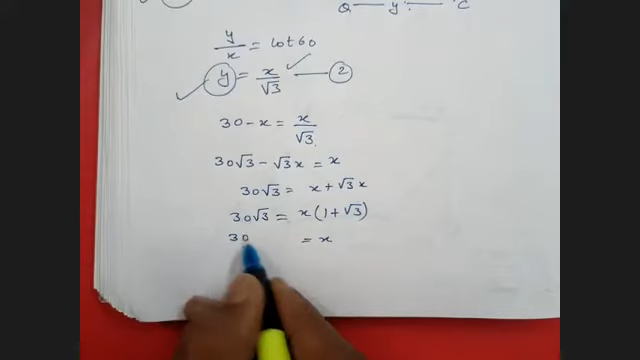 Q — y — C
y/x = cot 60
y = x/√3 — 2
30 - x = x/√3
30√3 - √3x = x
30√3 = x + √3x
30√3 = x(1+√3)
30 = x